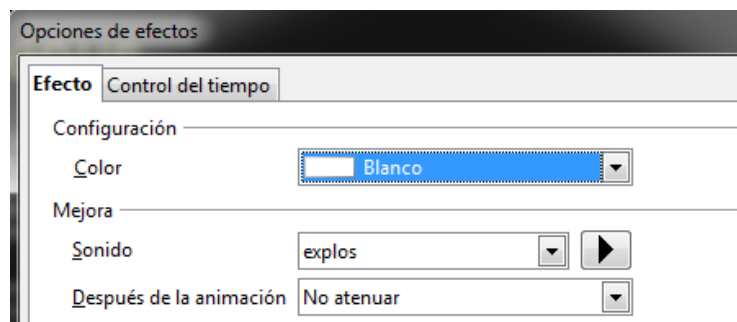 Opciones de efectos
Efecto Control del tiempo
Configuración
Color Blanco
Mejora
Sonido explos
Después de la animación No atenuar